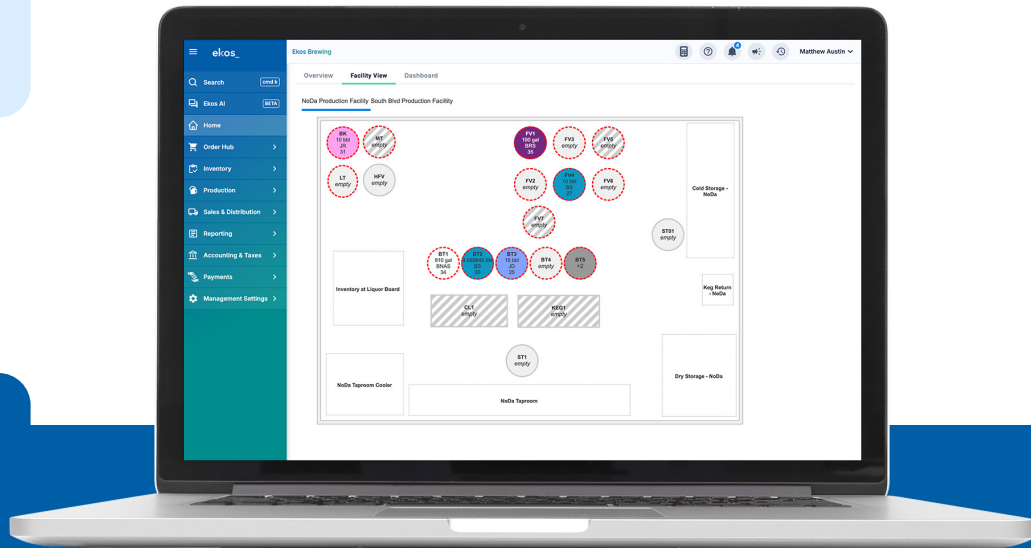 ekos_
Search cmd k
Ekos AI BETA
Home
Order Hub
Inventory
Production
Sales & Distribution
Reporting
Accounting & Taxes
Payments
Management Settings
Ekos Brewing
4
Matthew Austin
Overview Facility View Dashboard
NoDa Production Facility South Blvd Production Facility
BK
10 bbl
JR
31
MT
empty
LT
empty
HFV
empty
FV1
100 gal
BRS
35
FV3
empty
FV5
empty
FV2
empty
FV4
10 bbl
BS
27
FV6
empty
FV7
empty
Cold Storage -
NoDa
ST01
empty
BT1
910 gal
BNAS
34
BT2
BS
30
BT3
15 bbl
JD
25
BT4
empty
BT5
+2
Inventory at Liquor Board
Keg Return
- NoDa
CL1
empty
KEG1
empty
ST1
empty
NoDa Taproom Cooler
NoDa Taproom
Dry Storage - NoDa